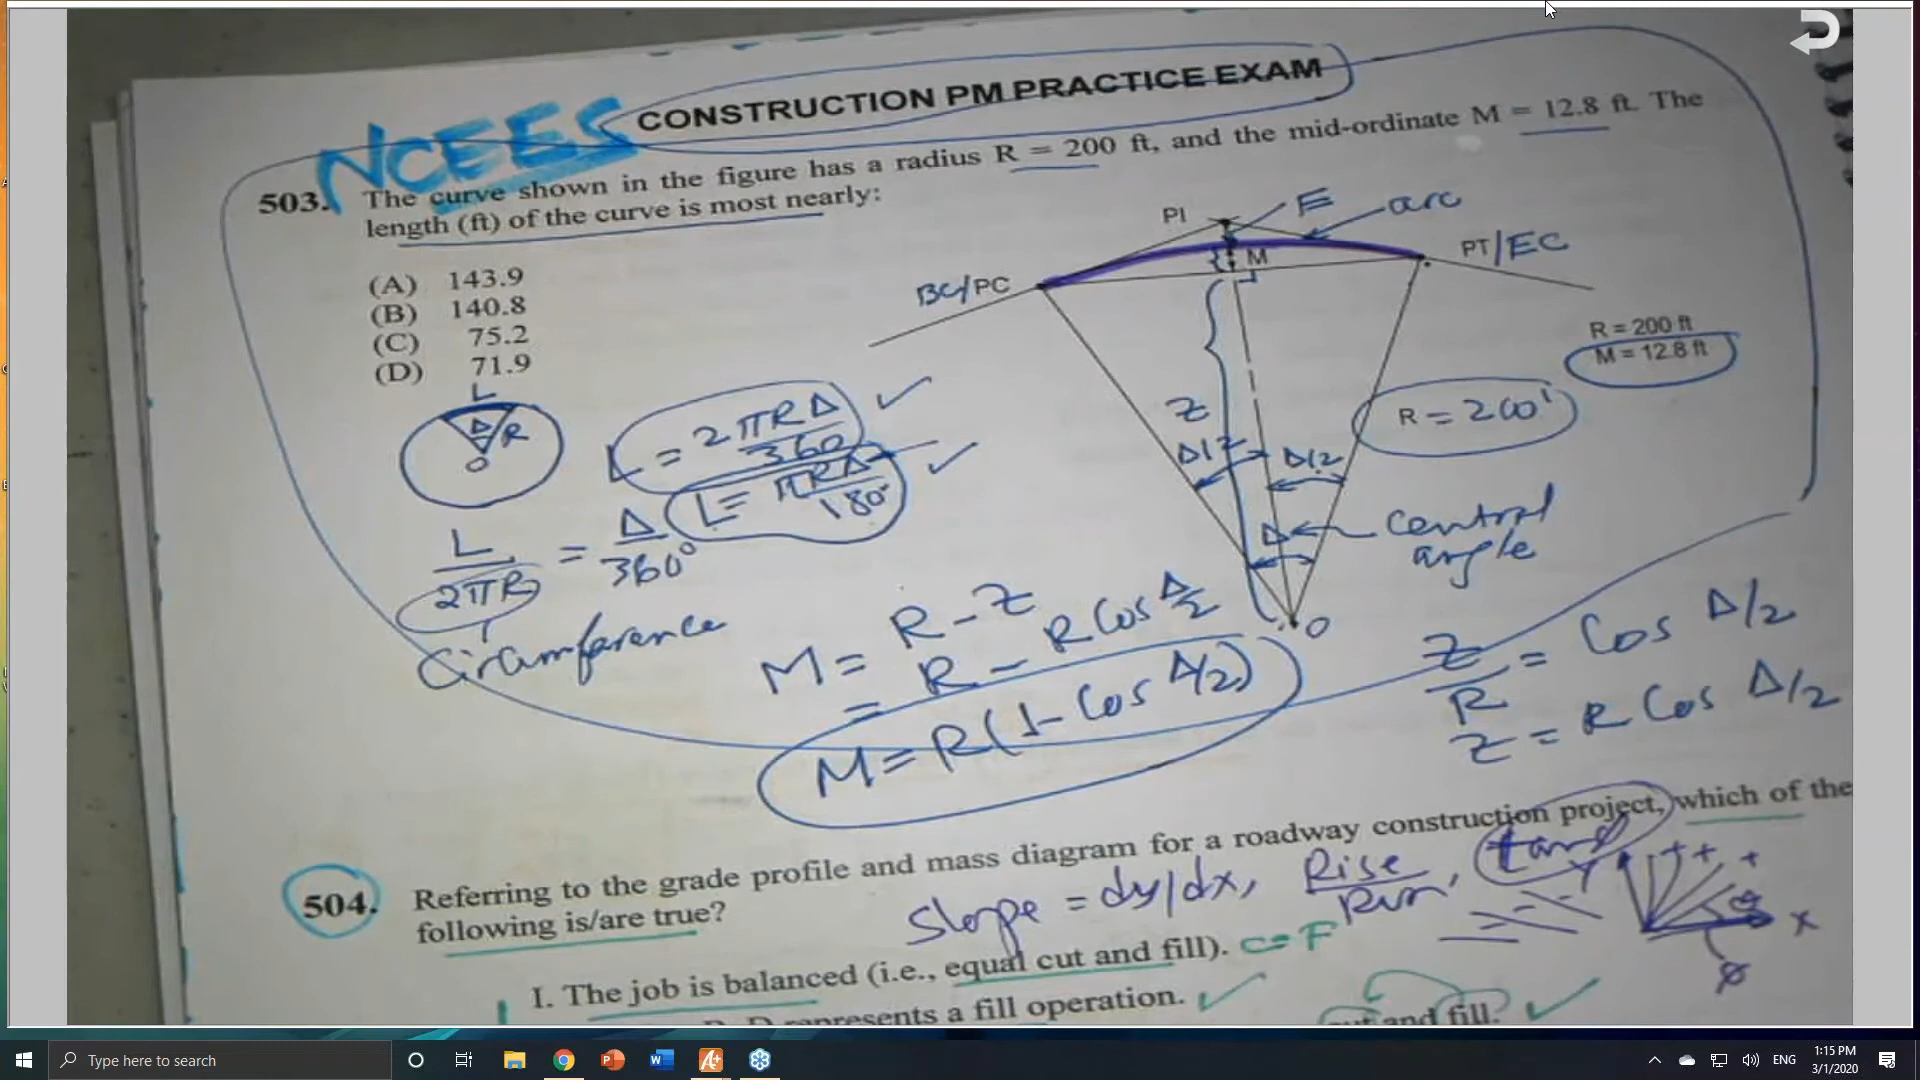 CONSTRUCTION PM PRACTICE EXAM
NCEES
503. The curve shown in the figure has a radius R = 200 ft, and the mid-ordinate M = 12.8 ft. The
length (ft) of the curve is most nearly:
(A) 143.9
(B) 140.8
(C) 75.2
(D) 71.9
PI
E
arc
M
PT/EC
BC/PC
R = 200 ft
M = 12.8 ft
R = 200'
Z
Δ/2
Δ/2
Δ
central
angle
O
L
Δ
R
O
L = 2πRΔ
360
L = πRΔ
180°
L = Δ
2πR 360°
Circumference
M = R - Z
= R - R Cos Δ/2
M = R(1 - Cos Δ/2)
Z = Cos Δ/2
R
Z = R Cos Δ/2
504. Referring to the grade profile and mass diagram for a roadway construction project, which of the
following is/are true?
Slope = dy/dx, Rise
Run,
Y
+ + +
X
I. The job is balanced (i.e., equal cut and fill). C = F
represents a fill operation.
and fill.
Type here to search
ENG
1:15 PM
3/1/2020